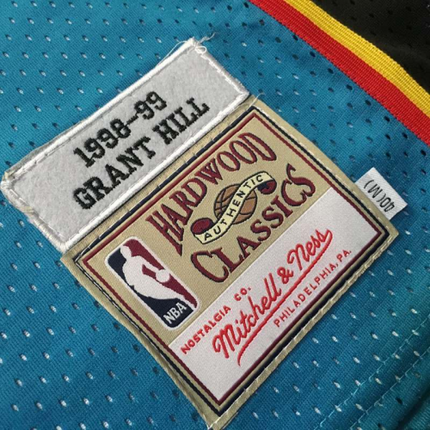 1998-99
GRANT HILL
HARDWOOD
AUTHENTIC
CLASSICS
NBA
NOSTALGIA CO.
Mitchell & Ness
PHILADELPHIA, PA.
40(M)